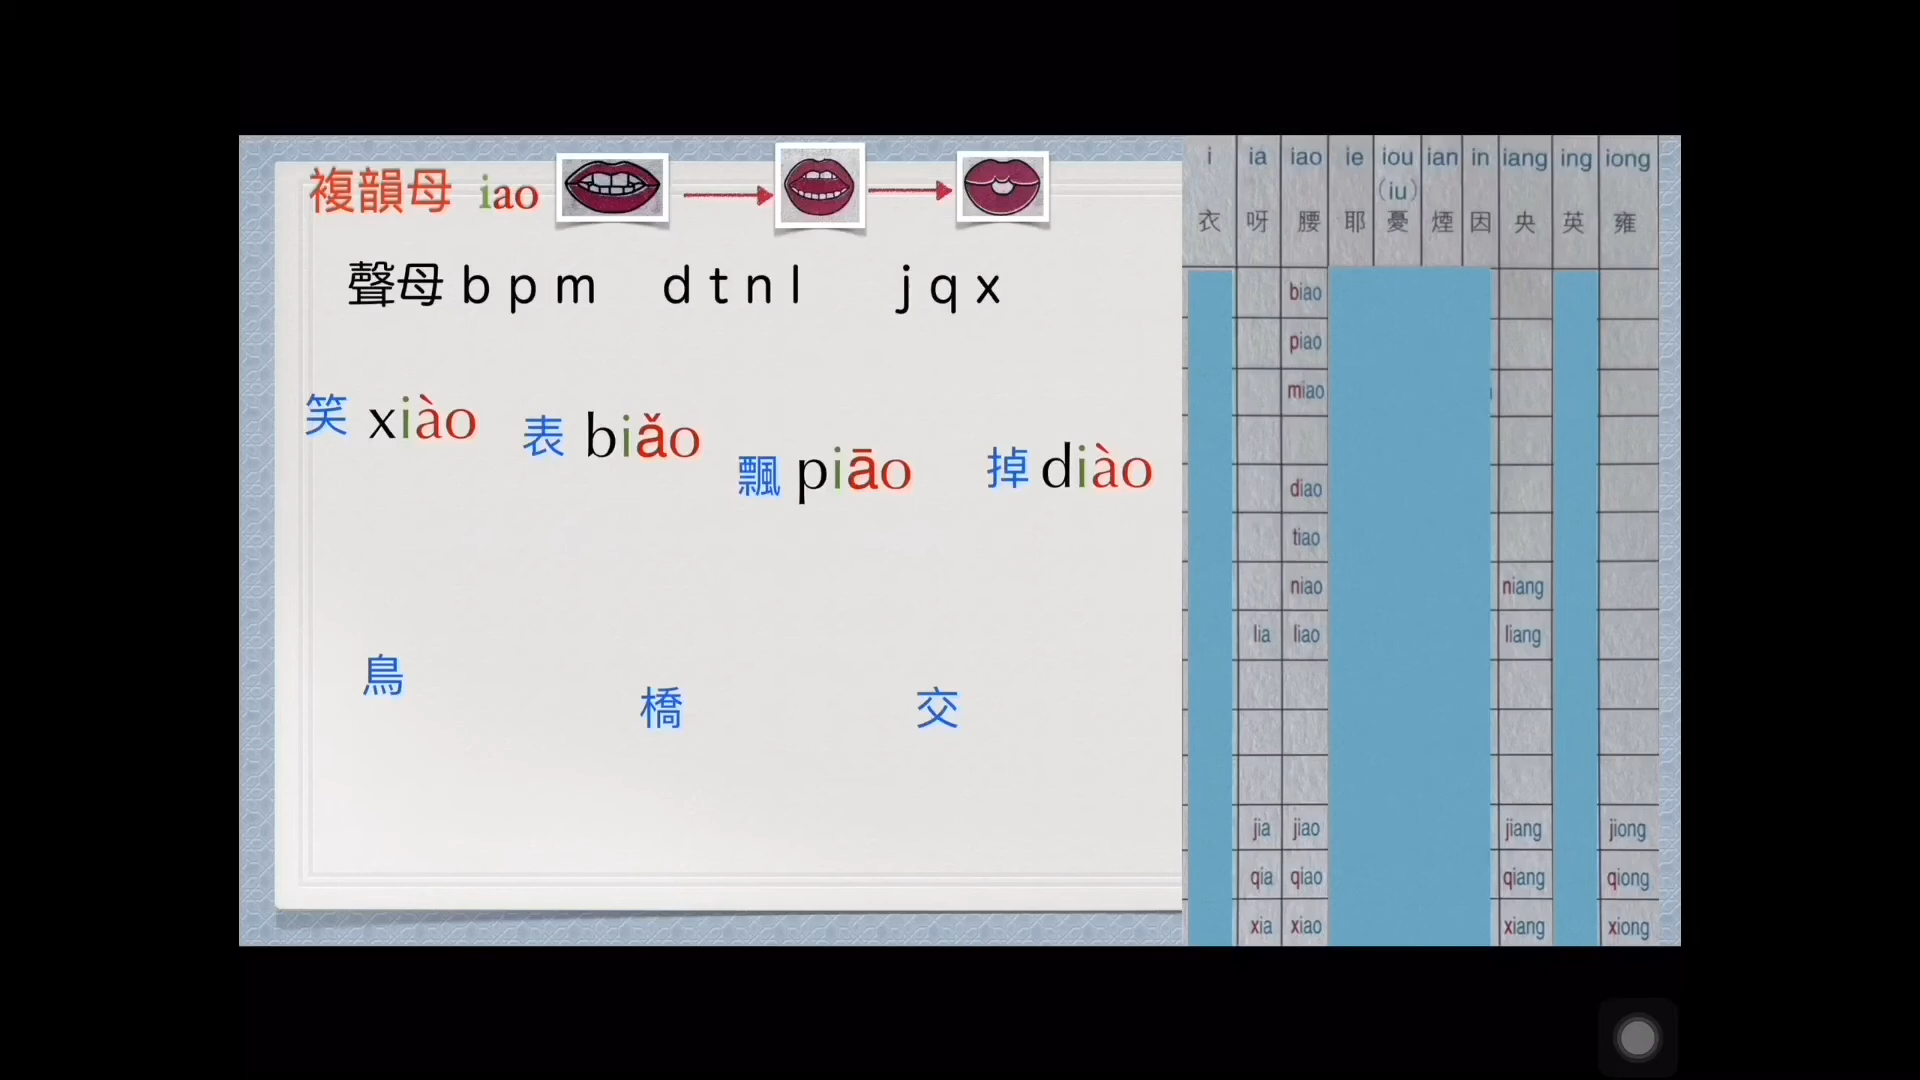 複韻母 iao
聲母 b p m d t n l j q x
笑 xiào 表 biǎo 飄 piāo 掉 diào
鳥 橋 交
i ia iao ie iou ian in iang ing iong
(iu)
衣 呀 腰 耶 憂 煙 因 央 英 雍
biao
piao
miao
diao
tiao
niao niang
lia liao liang
jia jiao jiang jiong
qia qiao qiang qiong
xia xiao xiang xiong